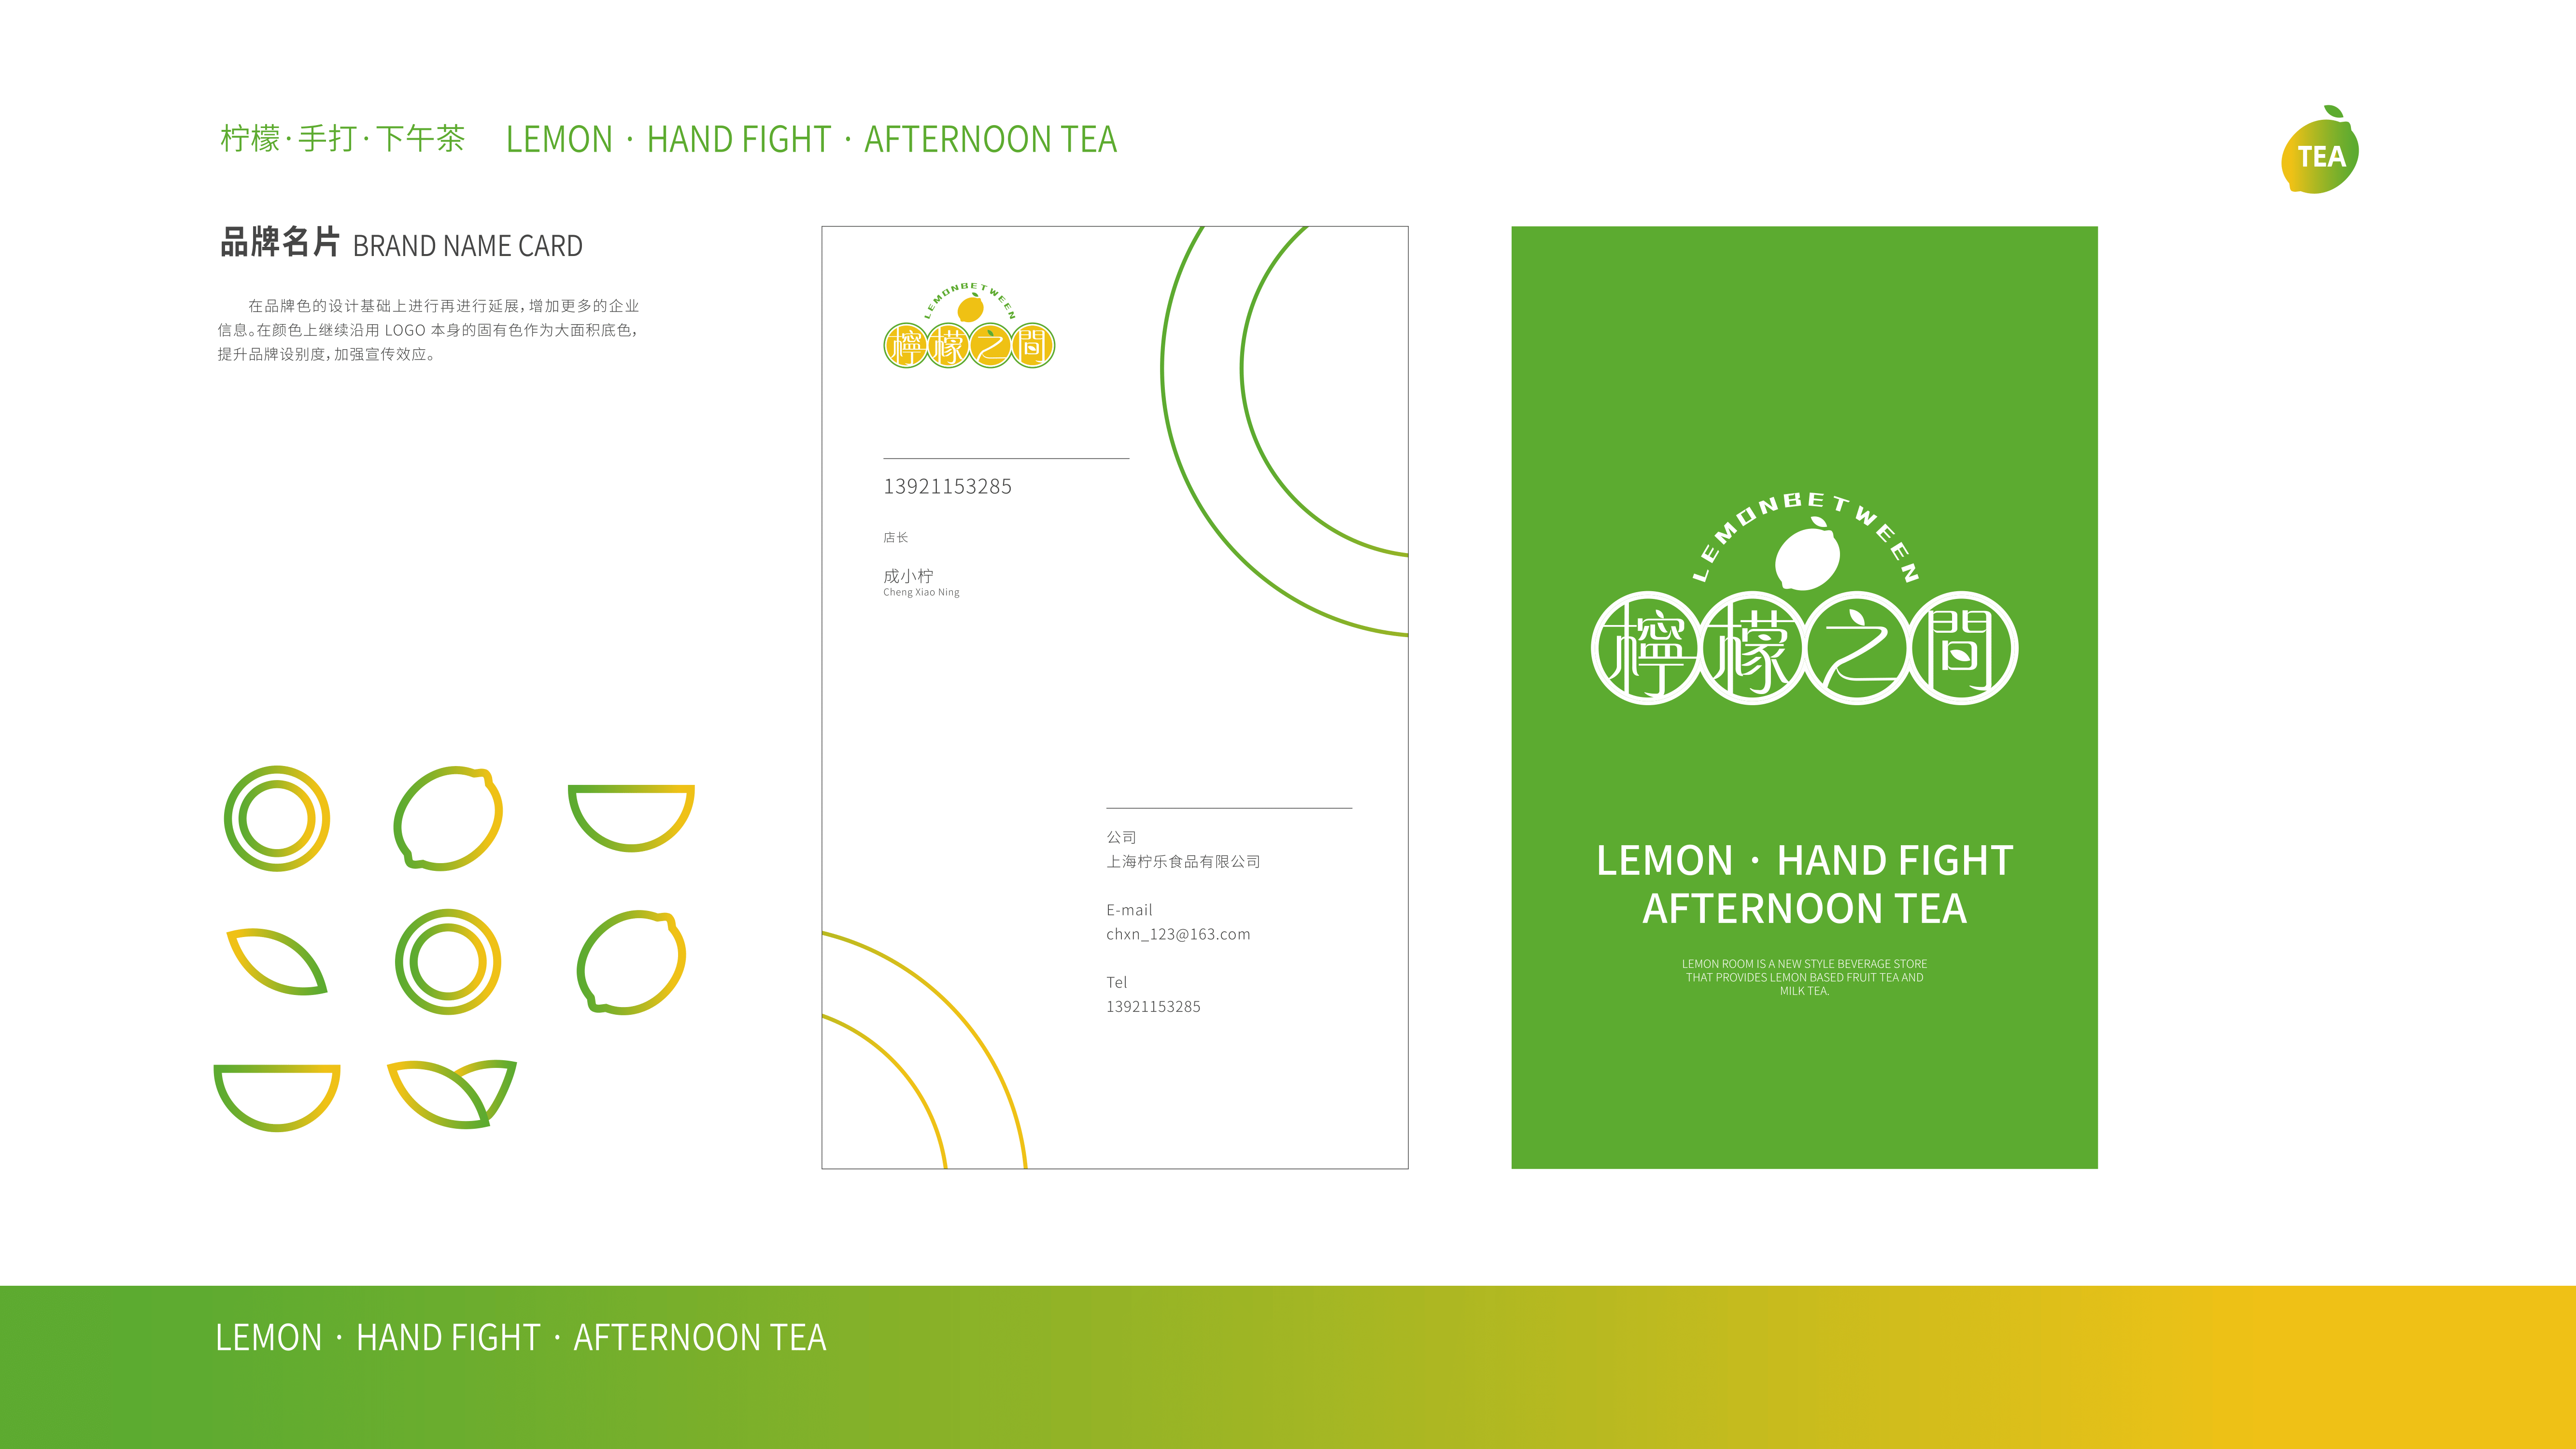 柠檬·手打·下午茶 LEMON · HAND FIGHT · AFTERNOON TEA
TEA
品牌名片 BRAND NAME CARD
在品牌色的设计基础上进行再进行延展，增加更多的企业
信息。在颜色上继续沿用 LOGO 本身的固有色作为大面积底色，
提升品牌设别度，加强宣传效应。
LEMONBETWEEN
檸檬之間
13921153285
店长
成小柠
Cheng Xiao Ning
公司
上海柠乐食品有限公司
E-mail
chxn_123@163.com
Tel
13921153285
LEMONBETWEEN
檸檬之間
LEMON · HAND FIGHT
AFTERNOON TEA
LEMON ROOM IS A NEW STYLE BEVERAGE STORE
THAT PROVIDES LEMON BASED FRUIT TEA AND
MILK TEA.
LEMON · HAND FIGHT · AFTERNOON TEA